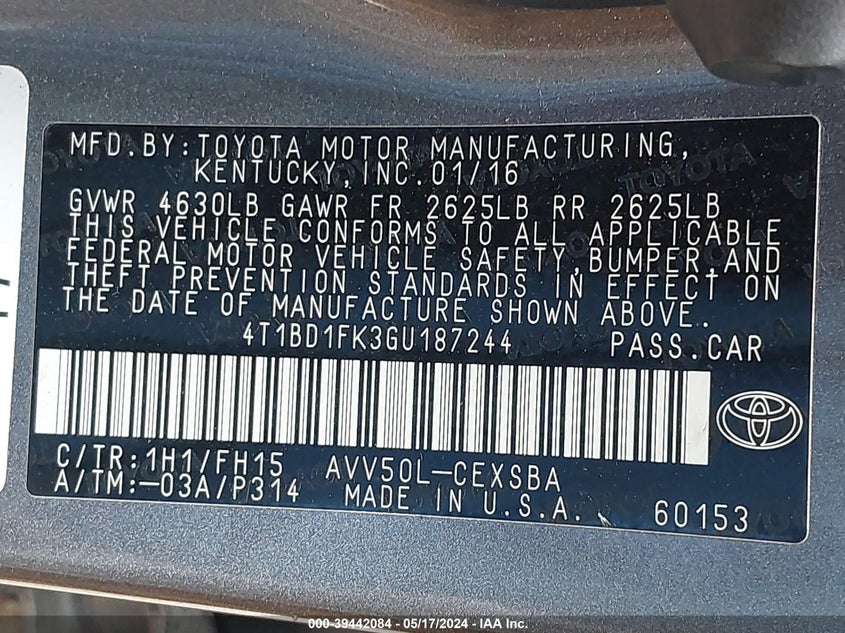 MFD.BY:TOYOTA MOTOR MANUFACTURING,
KENTUCKY,INC.01/16
GVWR 4630LB GAWR FR 2625LB RR 2625LB
THIS VEHICLE CONFORMS TO ALL APPLICABLE
FEDERAL MOTOR VEHICLE SAFETY,BUMPER,AND
THEFT PREVENTION STANDARDS IN EFFECT ON
THE DATE OF MANUFACTURE SHOWN ABOVE.
4T1BD1FK3GU187244 PASS.CAR
C/TR:1H1/FH15 AVV50L-CEXSBA
A/TM:-03A/P314 MADE IN U.S.A. 60153
000-39442084 - 05/17/2024 - IAA Inc.